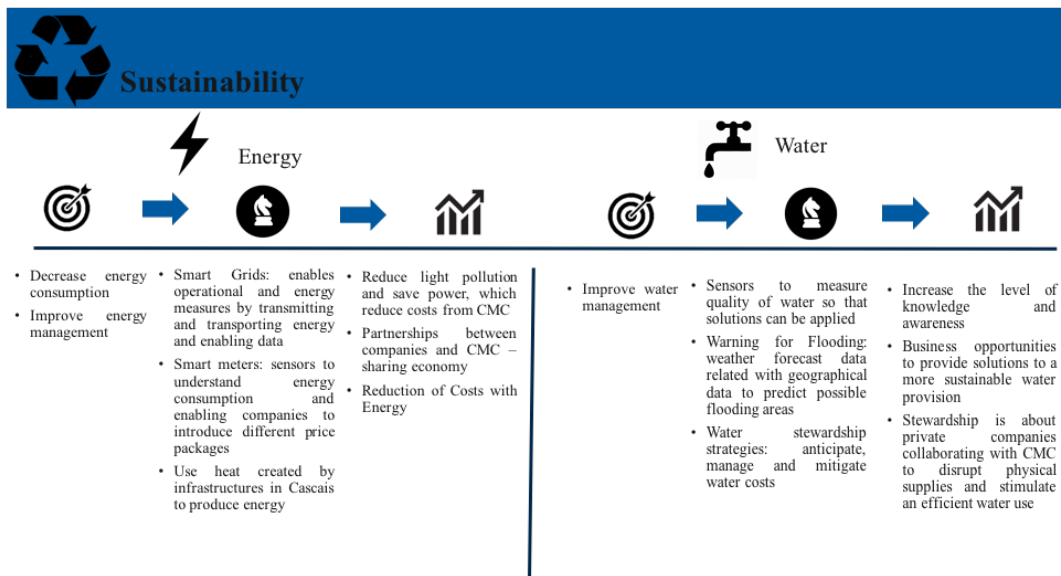 Sustainability
Energy
• Decrease energy
consumption
• Improve energy
management
• Smart Grids: enables
operational and energy
measures by transmitting
and transporting energy
and enabling data
• Smart meters: sensors to
understand energy
consumption and
enabling companies to
introduce different price
packages
• Use heat created by
infrastructures in Cascais
to produce energy
• Reduce light pollution
and save power, which
reduce costs from CMC
• Partnerships between
companies and CMC –
sharing economy
• Reduction of Costs with
Energy
Water
• Improve water
management
• Sensors to measure
quality of water so that
solutions can be applied
• Warning for Flooding:
weather forecast data
related with geographical
data to predict possible
flooding areas
• Water stewardship
strategies: anticipate,
manage and mitigate
water costs
• Increase the level of
knowledge and
awareness
• Business opportunities
to provide solutions to a
more sustainable water
provision
• Stewardship is about
private companies
collaborating with CMC
to disrupt physical
supplies and stimulate
an efficient water use